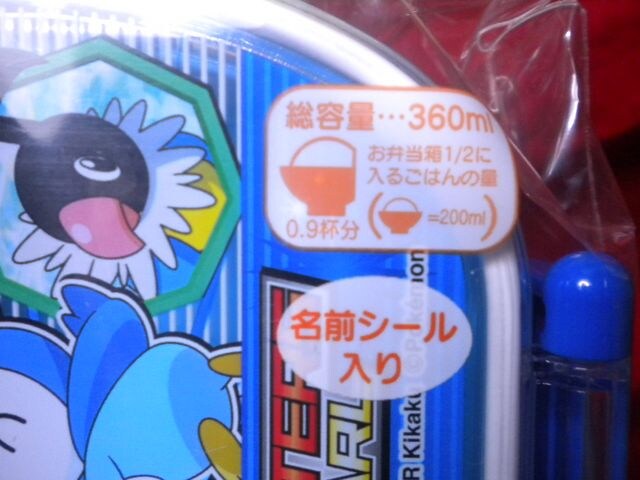 総容量…360ml
お弁当箱1/2に
入るごはんの量
0.9杯分
(=200ml)
名前シール
入り
R Kikaku ©Pokémon